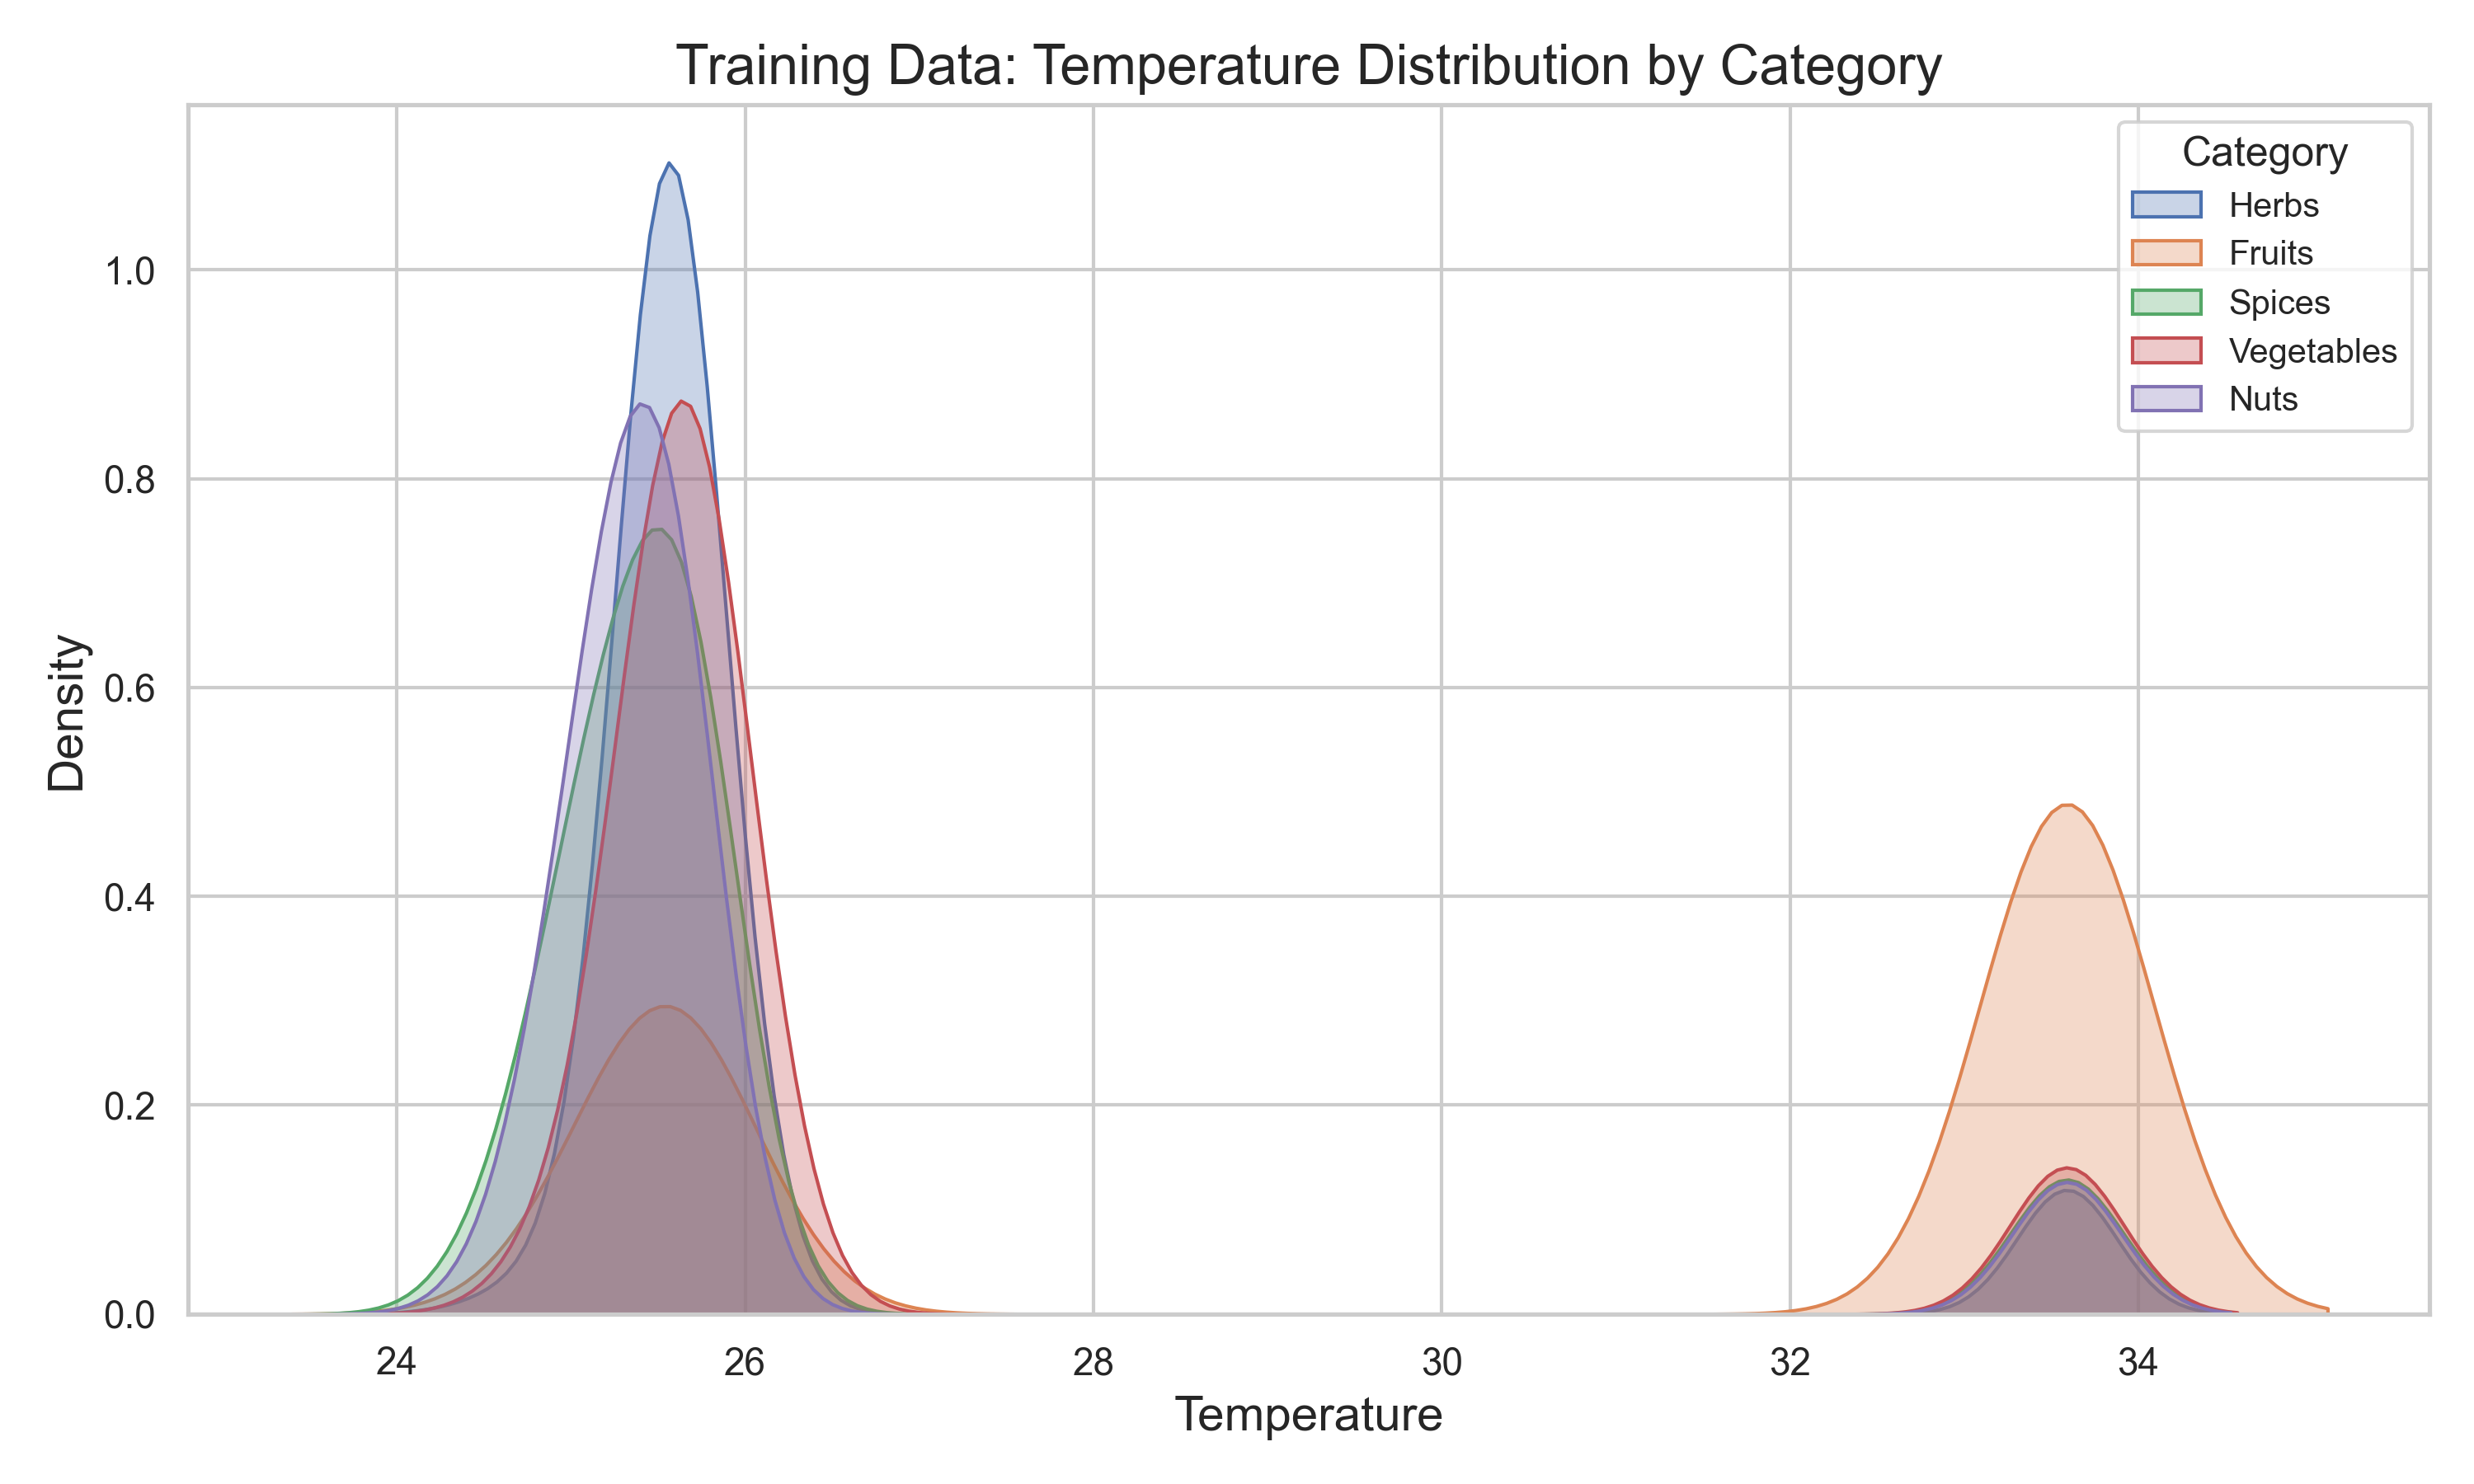 Training Data: Temperature Distribution by Category
Category
Herbs
Fruits
Spices
Vegetables
Nuts
Density
1.0
0.8
0.6
0.4
0.2
0.0
24 26 28 30 32 34
Temperature